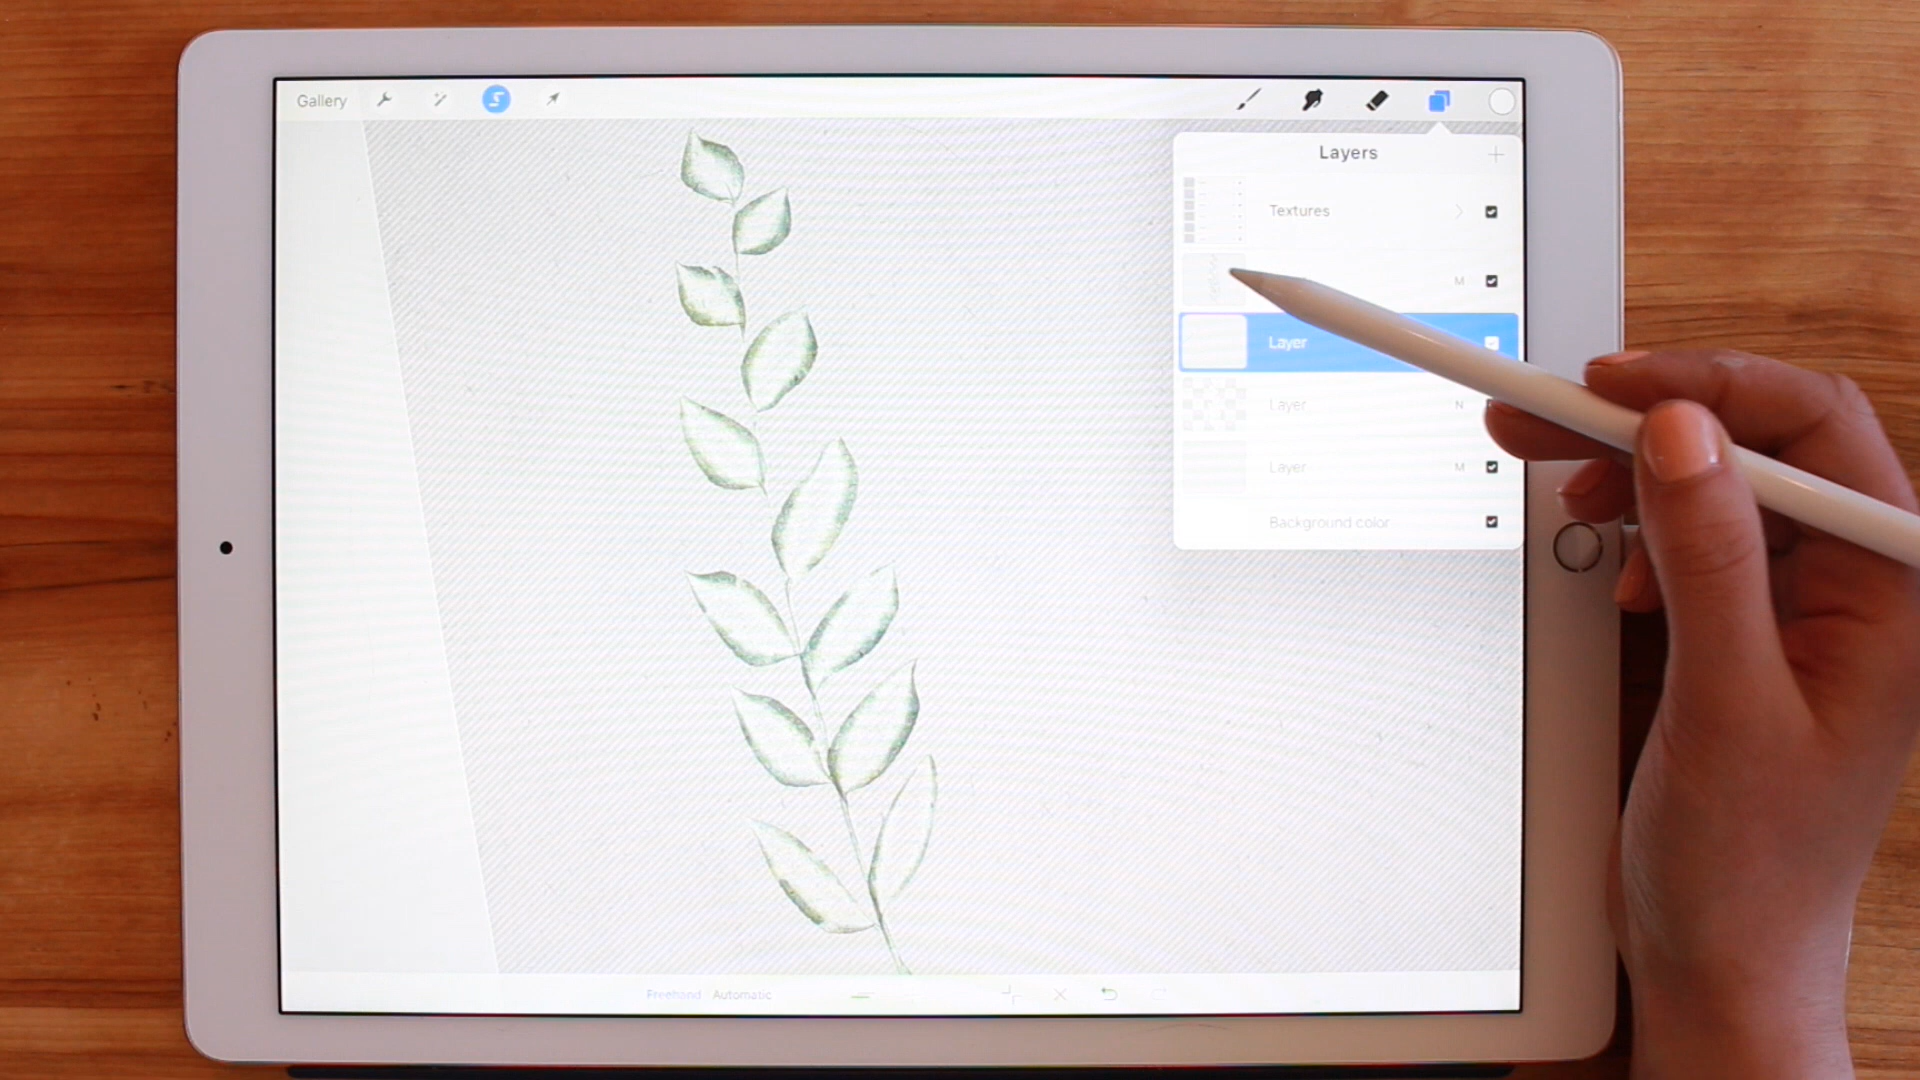 Gallery
Layers
Textures
M
Layer
Layer N
Layer M
Background color
Freehand Automatic